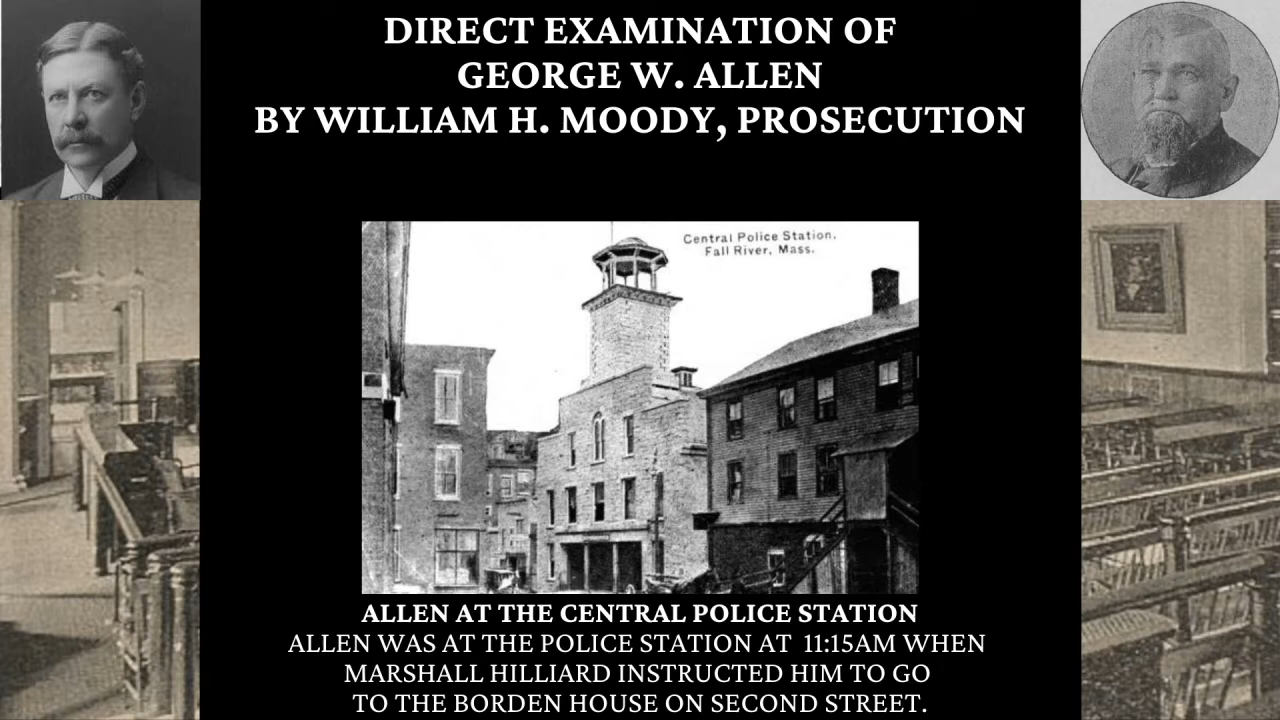 DIRECT EXAMINATION OF
GEORGE W. ALLEN
BY WILLIAM H. MOODY, PROSECUTION
Central Police Station.
Fall River, Mass.
ALLEN AT THE CENTRAL POLICE STATION
ALLEN WAS AT THE POLICE STATION AT 11:15AM WHEN
MARSHALL HILLIARD INSTRUCTED HIM TO GO
TO THE BORDEN HOUSE ON SECOND STREET.